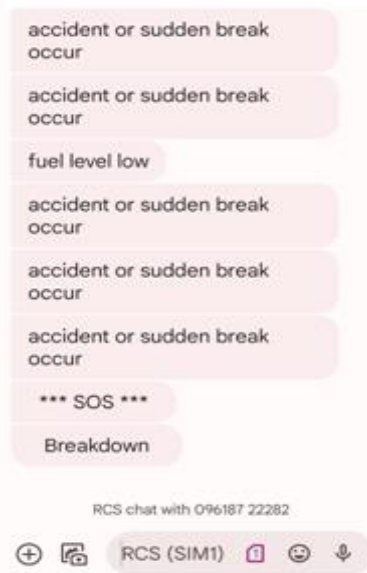 accident or sudden break
occur
accident or sudden break
occur
fuel level low
accident or sudden break
occur
accident or sudden break
occur
accident or sudden break
occur
*** SOS ***
Breakdown
RCS chat with 096187 22282
RCS (SIM1) 1